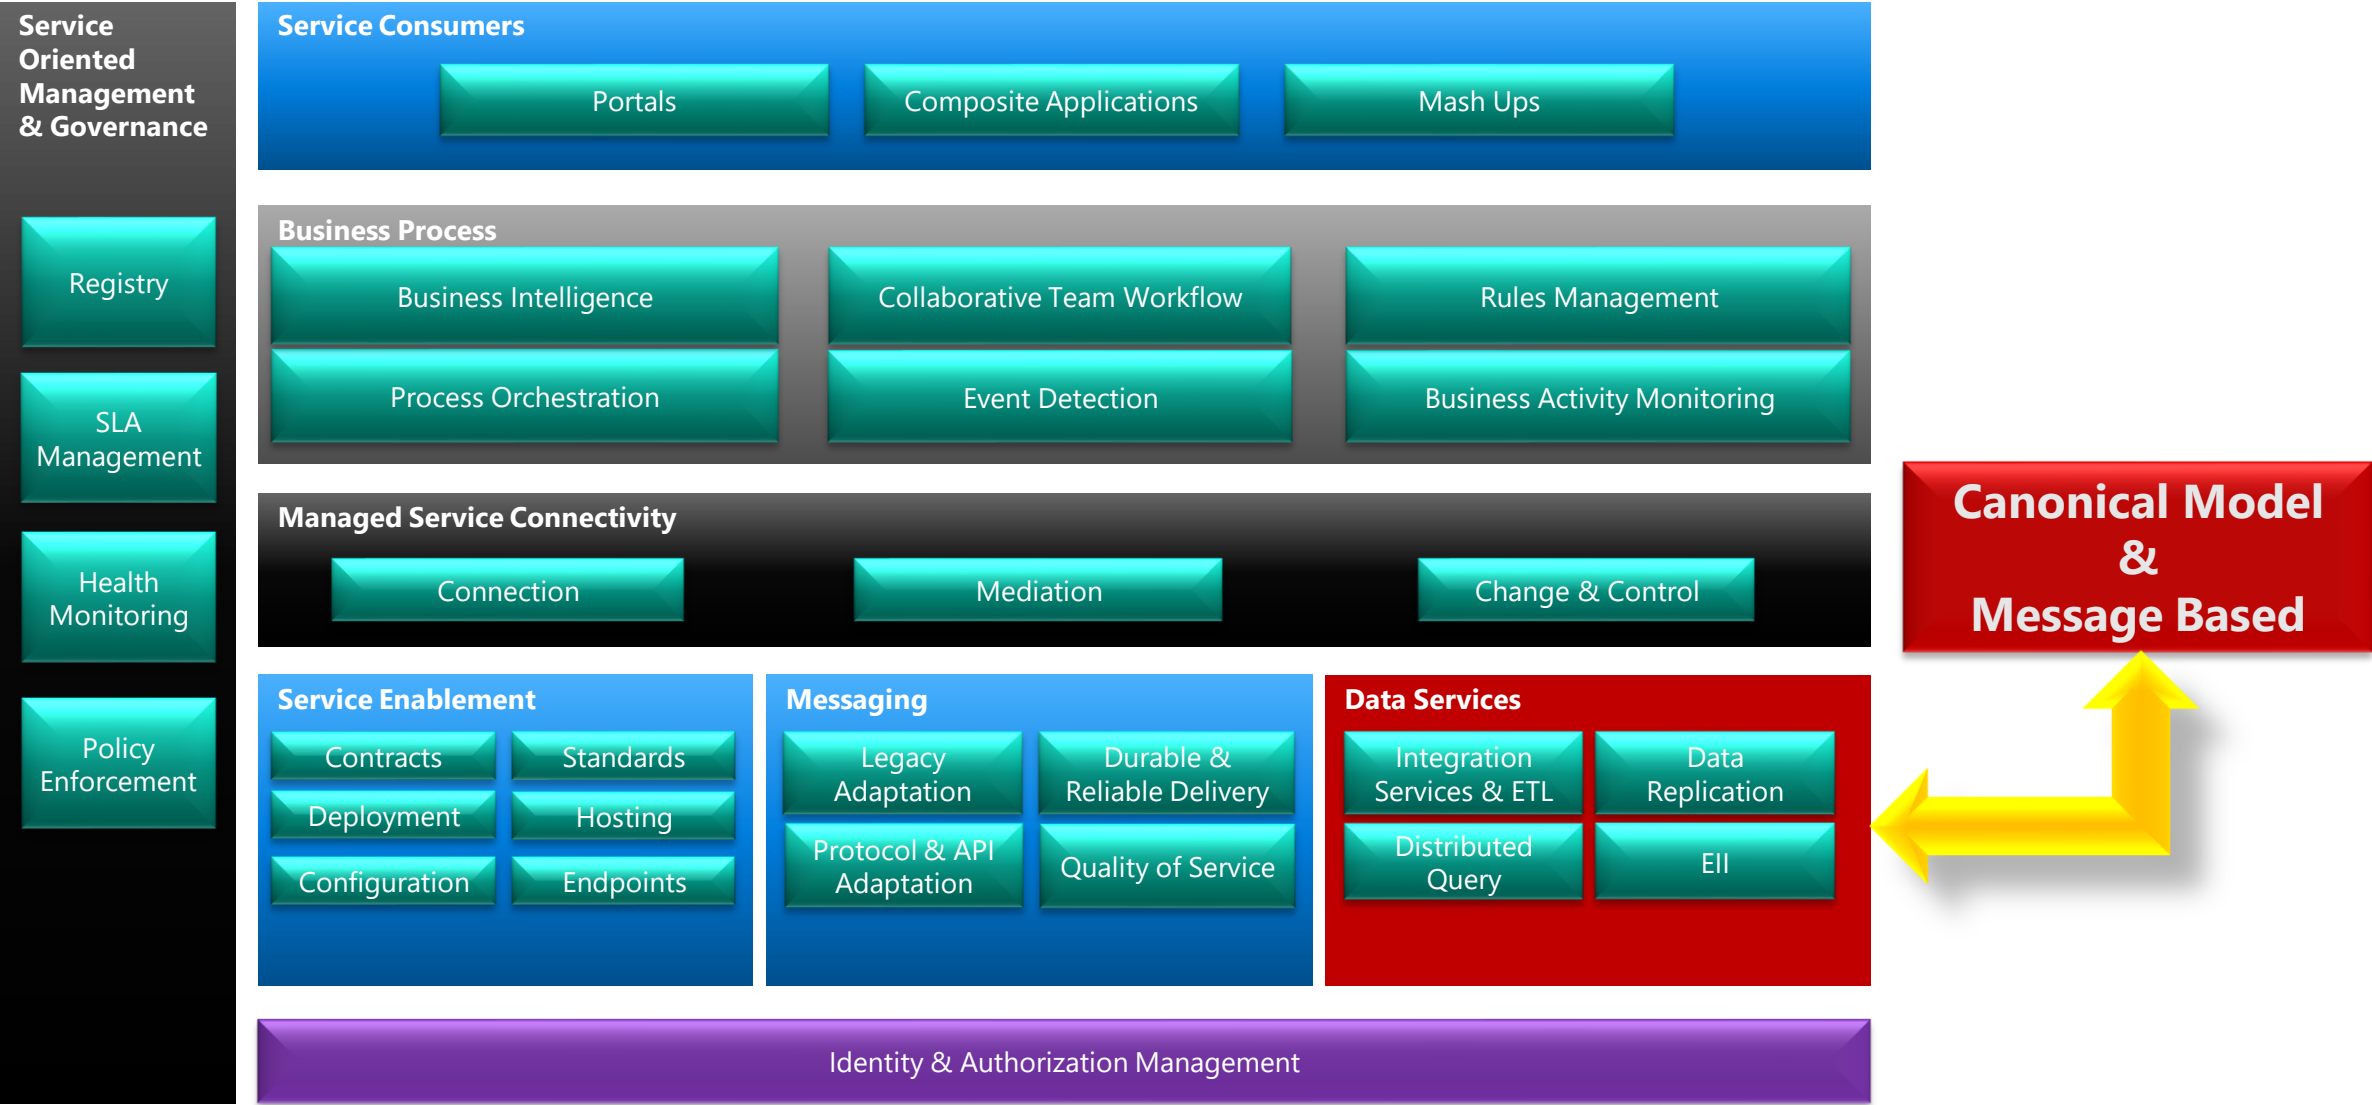 Service
Oriented
Management
& Governance
Registry
SLA
Management
Health
Monitoring
Policy
Enforcement
Service Consumers
Portals
Composite Applications
Mash Ups
Business Process
Business Intelligence
Collaborative Team Workflow
Rules Management
Process Orchestration
Event Detection
Business Activity Monitoring
Managed Service Connectivity
Connection
Mediation
Change & Control
Service Enablement
Contracts
Standards
Deployment
Hosting
Configuration
Endpoints
Messaging
Legacy
Adaptation
Durable &
Reliable Delivery
Protocol & API
Adaptation
Quality of Service
Data Services
Integration
Services & ETL
Data
Replication
Distributed
Query
EII
Identity & Authorization Management
Canonical Model
&
Message Based